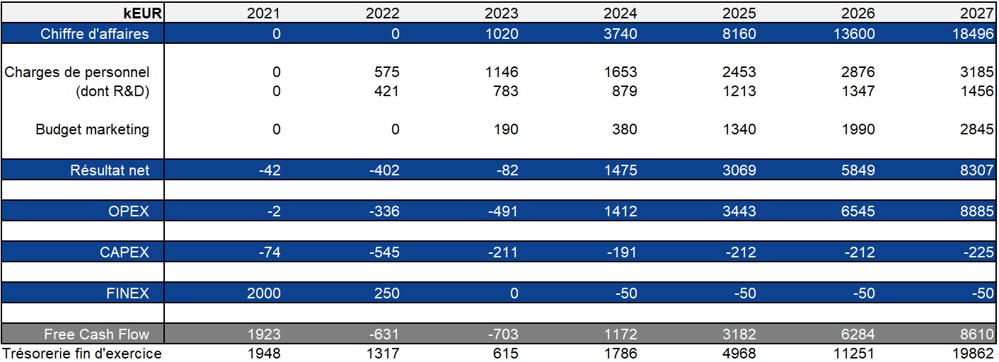 kEUR 2021 2022 2023 2024 2025 2026 2027
Chiffre d'affaires 0 0 1020 3740 8160 13600 18496
Charges de personnel 0 575 1146 1653 2453 2876 3185
(dont R&D) 0 421 783 879 1213 1347 1456
Budget marketing 0 0 190 380 1340 1990 2845
Résultat net -42 -402 -82 1475 3069 5849 8307
OPEX -2 -336 -491 1412 3443 6545 8885
CAPEX -74 -545 -211 -191 -212 -212 -225
FINEX 2000 250 0 -50 -50 -50 -50
Free Cash Flow 1923 -631 -703 1172 3182 6284 8610
Trésorerie fin d'exercice 1948 1317 615 1786 4968 11251 19862